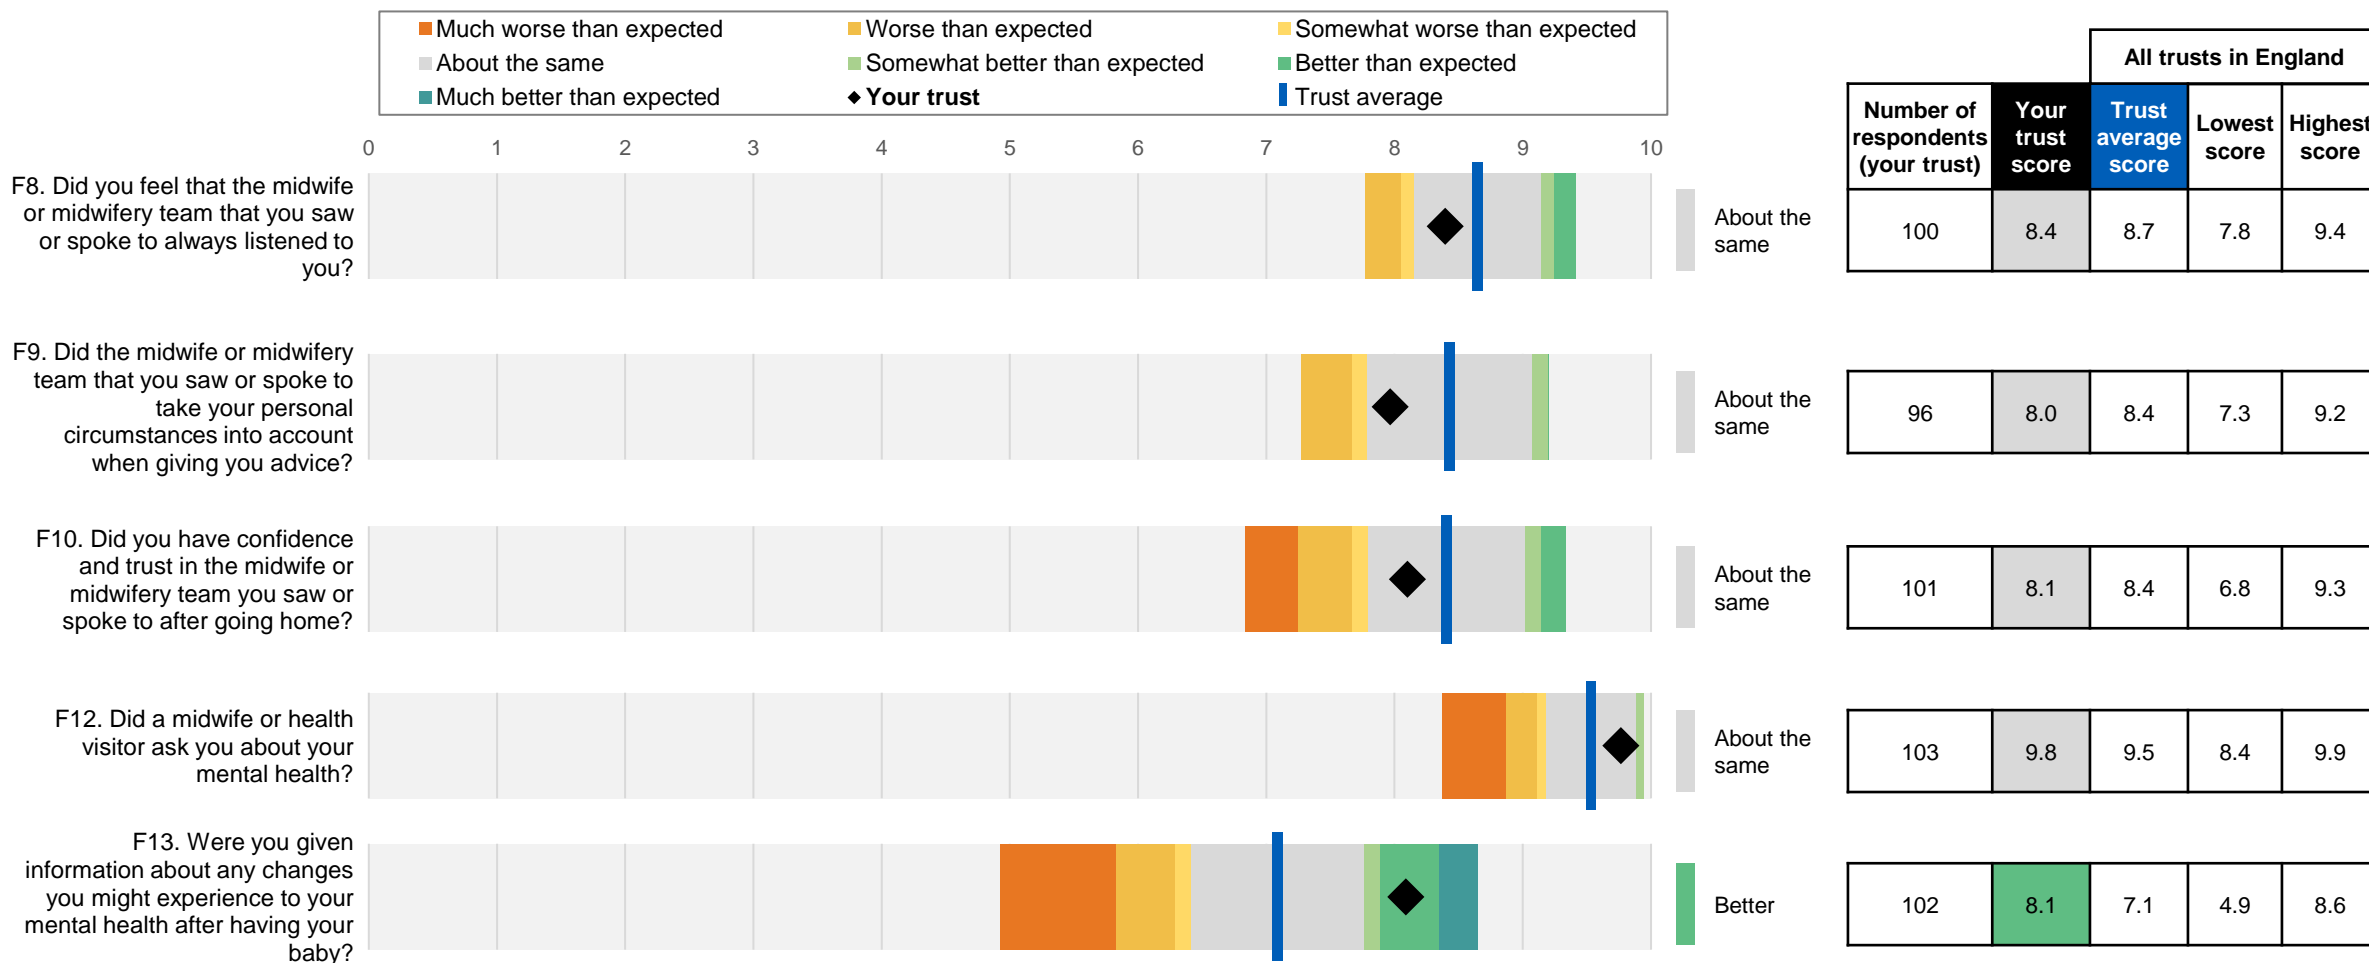 Much worse than expected
Worse than expected
Somewhat worse than expected
About the same
Somewhat better than expected
Better than expected
Much better than expected
Your trust
Trust average
All trusts in England
Number of
respondents
(your trust)
Your
trust
score
Trust
average
score
Lowest
score
Highest
score
0 1 2 3 4 5 6 7 8 9 10
F8. Did you feel that the midwife
or midwifery team that you saw
or spoke to always listened to
you?
About the
same
100 8.4 8.7 7.8 9.4
F9. Did the midwife or midwifery
team that you saw or spoke to
take your personal
circumstances into account
when giving you advice?
About the
same
96 8.0 8.4 7.3 9.2
F10. Did you have confidence
and trust in the midwife or
midwifery team you saw or
spoke to after going home?
About the
same
101 8.1 8.4 6.8 9.3
F12. Did a midwife or health
visitor ask you about your
mental health?
About the
same
103 9.8 9.5 8.4 9.9
F13. Were you given
information about any changes
you might experience to your
mental health after having your
baby?
Better
102 8.1 7.1 4.9 8.6